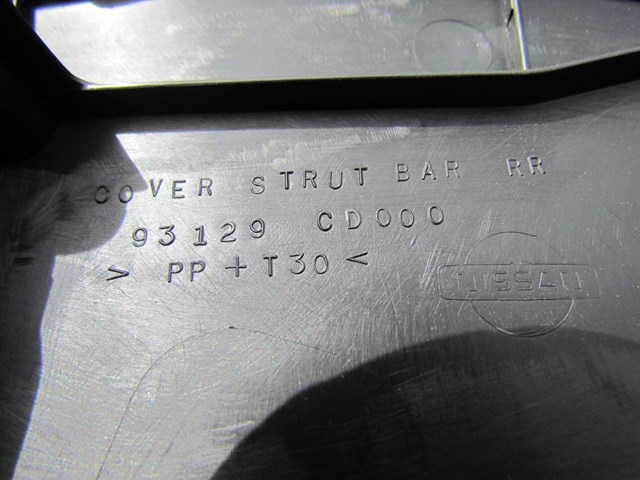 COVER STRUT BAR RR
93129 CD000
> PP + T30 <
NISSAN